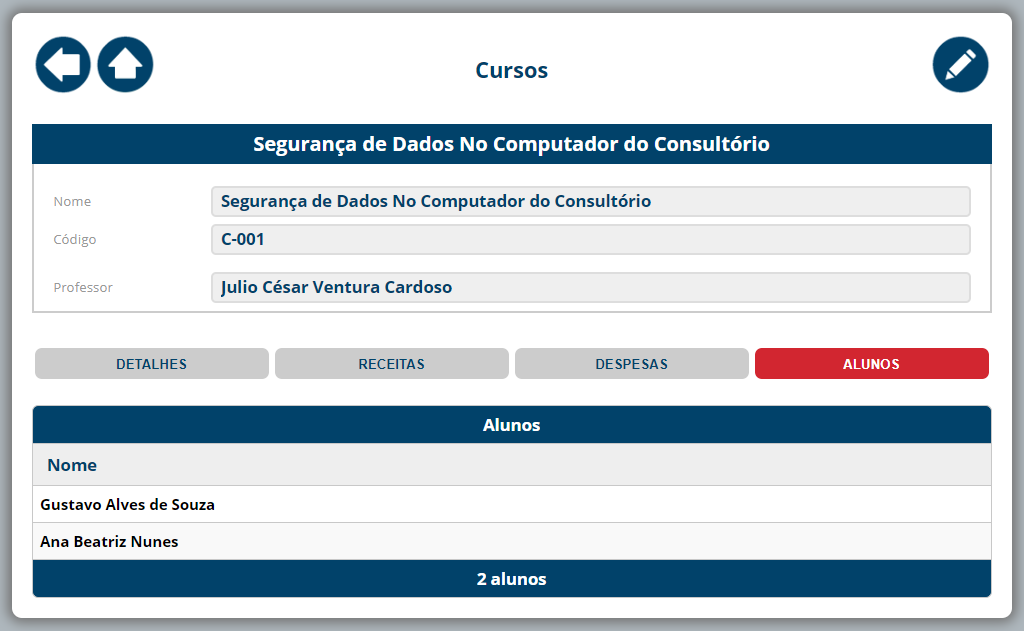 Cursos
Segurança de Dados No Computador do Consultório
Nome
Segurança de Dados No Computador do Consultório
Código
C-001
Professor
Julio César Ventura Cardoso
DETALHES
RECEITAS
DESPESAS
ALUNOS
Alunos
Nome
Gustavo Alves de Souza
Ana Beatriz Nunes
2 alunos